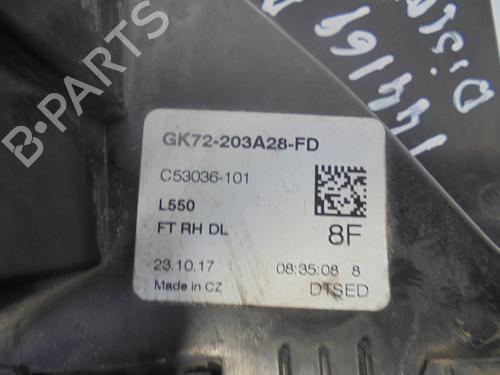 GK72-203A28-FD
C53036-101
L550
FT RH DL
8F
23.10.17
08:35:08 8
Made in CZ
DTSED
B-PARTS